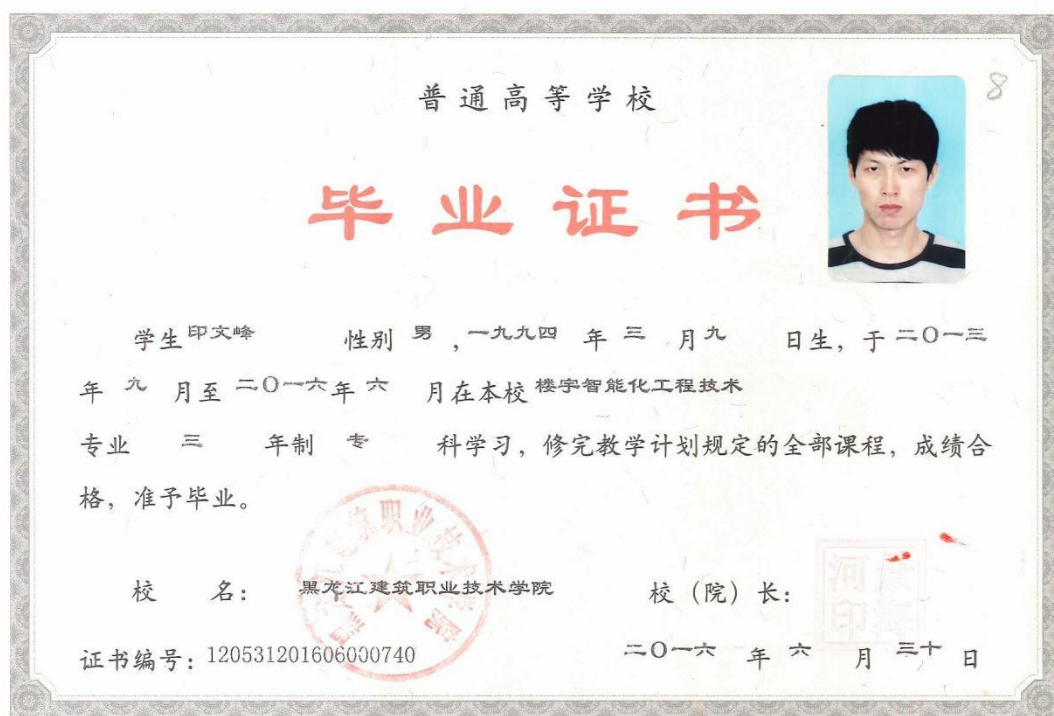 8
普通高等学校
毕业证书
学生 印文峰 性别 男 ,一九九四 年 三 月 九 日生, 于 二〇一三
年 九 月至 二〇一六 年 六 月在本校 楼宇智能化工程技术
专业 三 年制 专 科学习, 修完教学计划规定的全部课程, 成绩合
格, 准予毕业。
校 名: 黑龙江建筑职业技术学院 校 (院) 长:
证书编号: 120531201606000740 二〇一六 年 六 月 三十 日